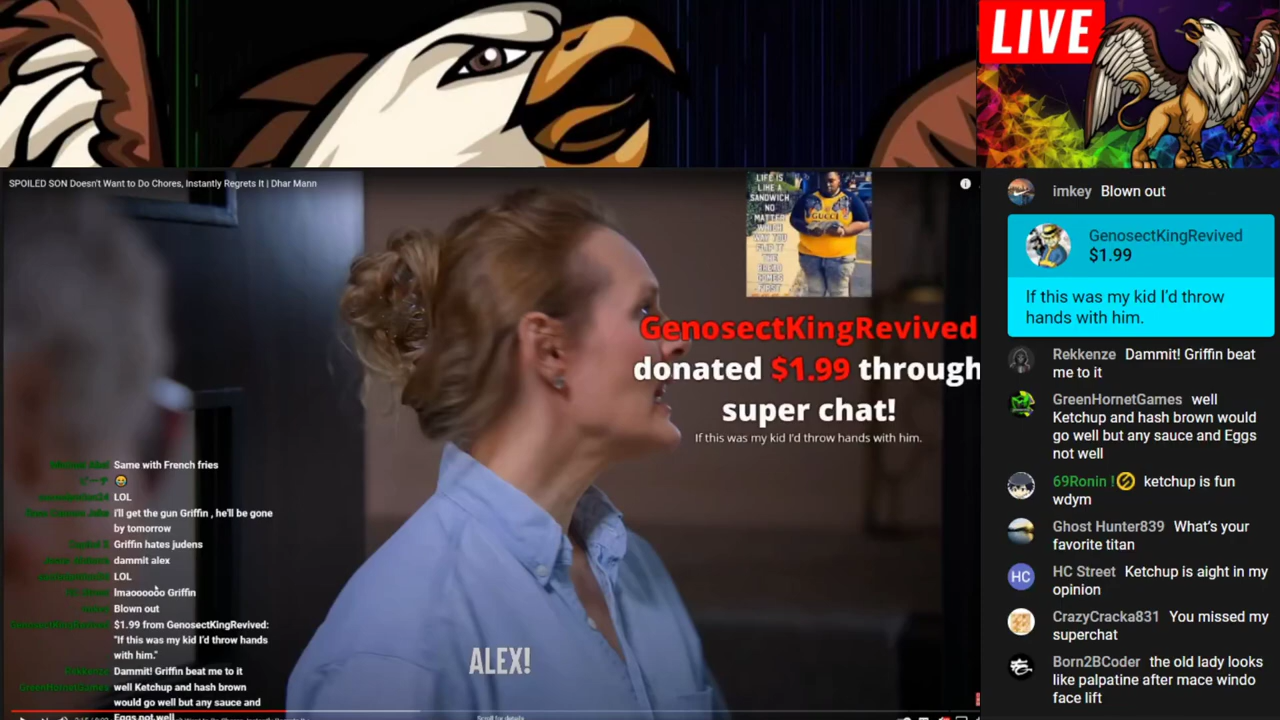 LIVE
SPOILED SON Doesn't Want to Do Chores, Instantly Regrets It | Dhar Mann
LIFE IS
LIKE A
SANDWICH
NO
MATTER
WHICH
WAY YOU
FLIP IT
THE
BREAD
COMES
FIRST
GUCCI
GenosectKingRevived
donated $1.99 through
super chat!
If this was my kid I'd throw hands with him.
Same with French fries
LOL
i'll get the gun Griffin , he'll be gone
by tomorrow
Griffin hates judens
dammit alex
LOL
lmaoooooo Griffin
Blown out
GenosectKingRevived $1.99 from GenosectKingRevived:
"If this was my kid I'd throw hands
with him."
Rekkenze Dammit! Griffin beat me to it
GreenHornetGames well Ketchup and hash brown
would go well but any sauce and
Eggs not well
ALEX!
Scroll for details
imkey Blown out
GenosectKingRevived
$1.99
If this was my kid I'd throw
hands with him.
Rekkenze Dammit! Griffin beat
me to it
GreenHornetGames well
Ketchup and hash brown would
go well but any sauce and Eggs
not well
69Ronin ! ketchup is fun
wdym
Ghost Hunter839 What's your
favorite titan
HC
HC Street Ketchup is aight in my
opinion
CrazyCracka831 You missed my
superchat
Born2BCoder the old lady looks
like palpatine after mace windo
face lift